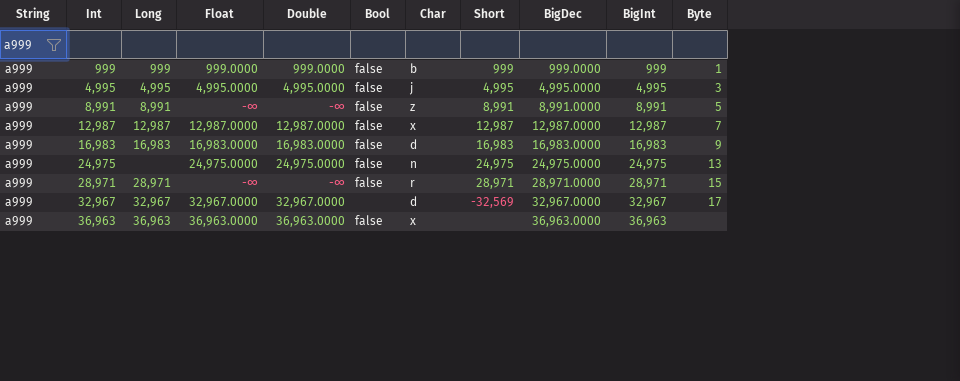 String Int Long Float Double Bool Char Short BigDec BigInt Byte
a999
a999 999 999 999.0000 999.0000 false b 999 999.0000 999 1
a999 4,995 4,995 4,995.0000 4,995.0000 false j 4,995 4,995.0000 4,995 3
a999 8,991 8,991 -∞ -∞ false z 8,991 8,991.0000 8,991 5
a999 12,987 12,987 12,987.0000 12,987.0000 false x 12,987 12,987.0000 12,987 7
a999 16,983 16,983 16,983.0000 16,983.0000 false d 16,983 16,983.0000 16,983 9
a999 24,975 24,975.0000 24,975.0000 false n 24,975 24,975.0000 24,975 13
a999 28,971 28,971 -∞ -∞ false r 28,971 28,971.0000 28,971 15
a999 32,967 32,967 32,967.0000 32,967.0000 d -32,569 32,967.0000 32,967 17
a999 36,963 36,963 36,963.0000 36,963.0000 false x 36,963.0000 36,963